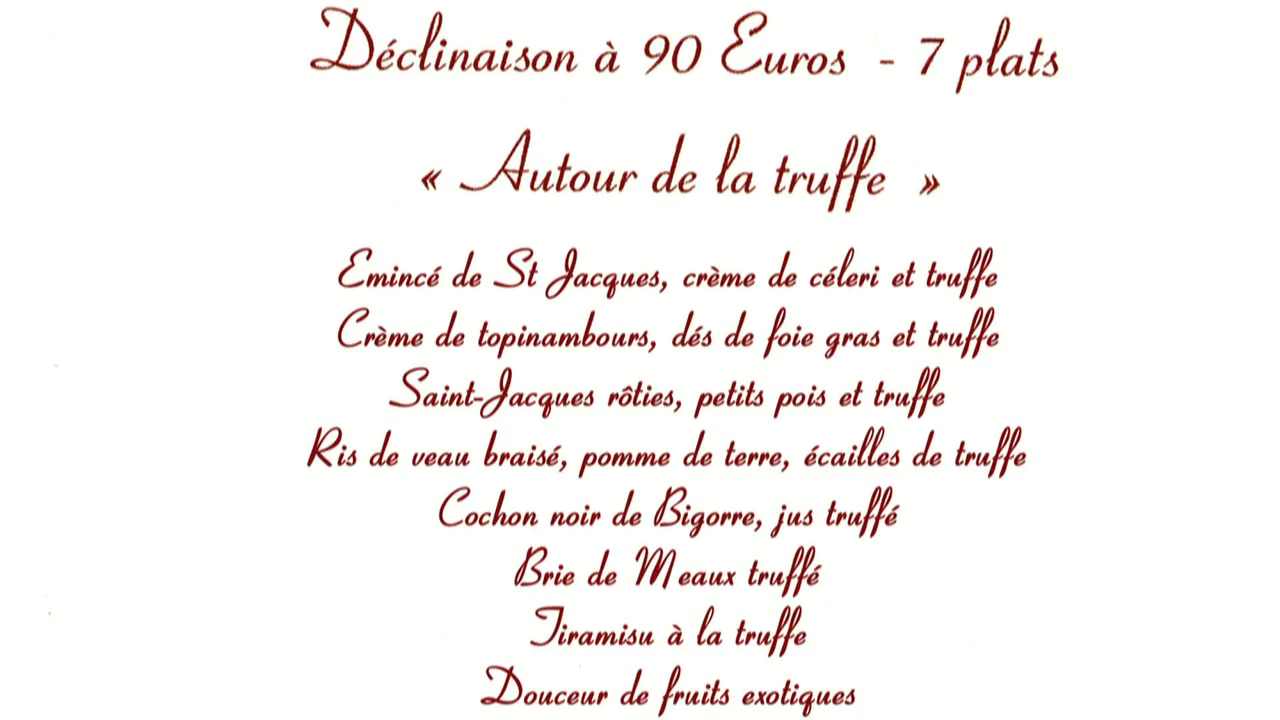 Déclinaison à 90 Euros - 7 plats
« Autour de la truffe »
Emincé de St Jacques, crème de céleri et truffe
Crème de topinambours, dés de foie gras et truffe
Saint-Jacques rôties, petits pois et truffe
Ris de veau braisé, pomme de terre, écailles de truffe
Cochon noir de Bigorre, jus truffé
Brie de Meaux truffé
Tiramisu à la truffe
Douceur de fruits exotiques